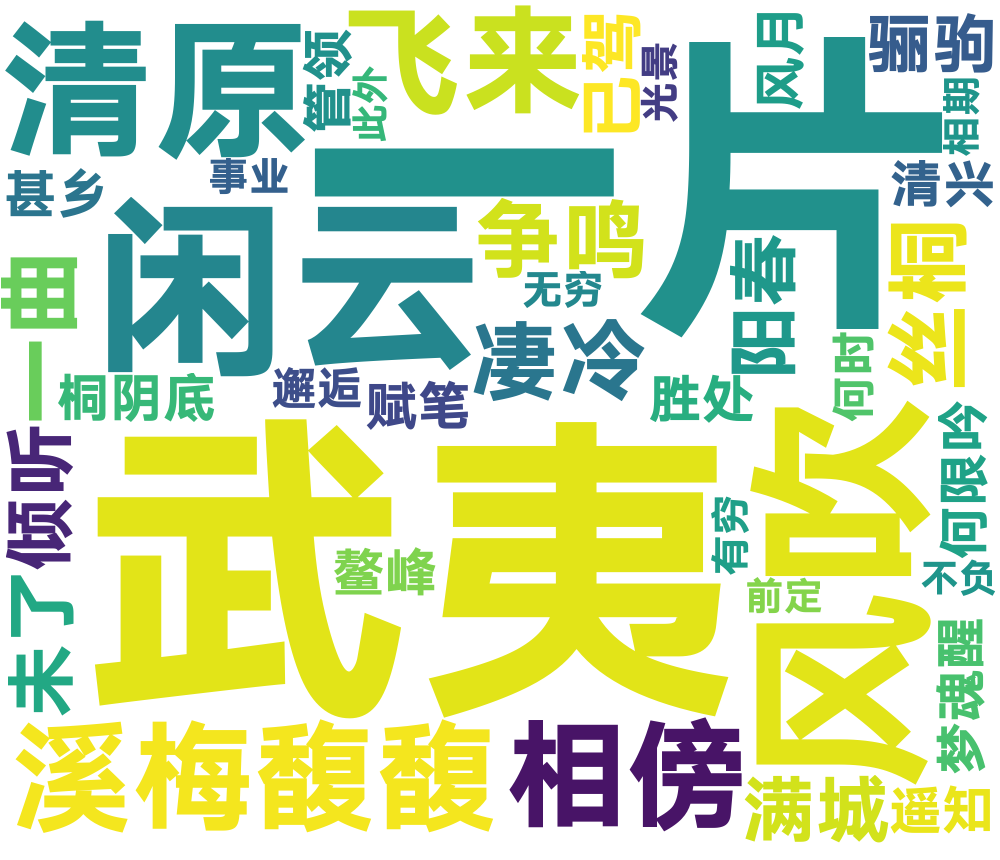 清原
管领
此外
飞来
已驾
光景
一片
风月
骊驹
相期
甚乡
事业
清兴
闲云
争鸣
无穷
阳春
丝桐
一曲
桐阴底
邂逅
赋笔
凄冷
胜处
何时
倾听
武夷
吹
风
何限吟
有穷
不负
鳌峰
前定
未了
梦魂醒
溪梅馥馥
相傍
满城
遥知